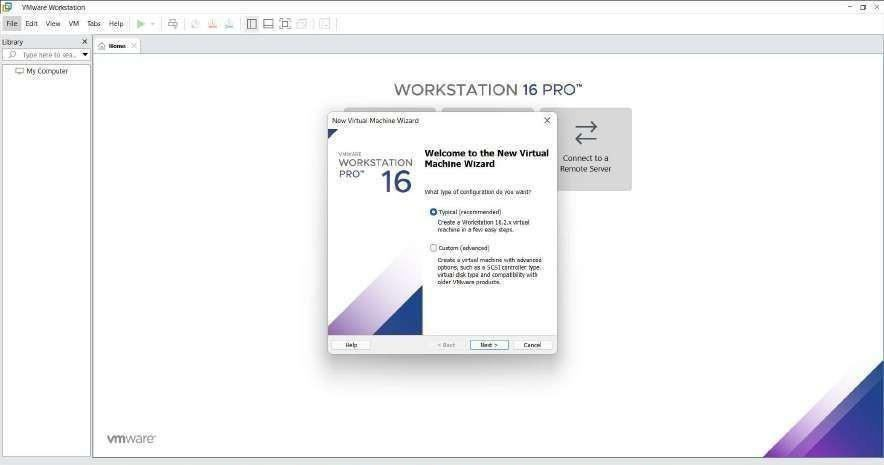 VMware Workstation
File Edit View VM Tabs Help
Library
Type here to sea...
Home
My Computer
WORKSTATION 16 PRO™
New Virtual Machine Wizard
VMWARE
WORKSTATION
PRO™ 16
Welcome to the New Virtual
Machine Wizard
What type of configuration do you want?
Typical (recommended)
Create a Workstation 16.2.x virtual
machine in a few easy steps.
Custom (advanced)
Create a virtual machine with advanced
options, such as a SCSI controller type,
virtual disk type and compatibility with
older VMware products.
Help
< Back
Next >
Cancel
Connect to a
Remote Server
vmware